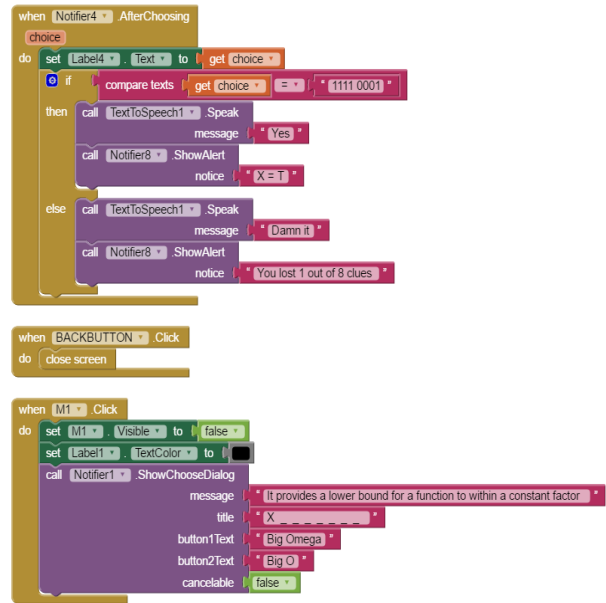 when Notifier4 .AfterChoosing
choice
do set Label4 . Text to get choice
if compare texts get choice = " 1111 0001 "
then call TextToSpeech1 .Speak
message " Yes "
call Notifier8 .ShowAlert
notice " X = T "
else call TextToSpeech1 .Speak
message " Damn it "
call Notifier8 .ShowAlert
notice " You lost 1 out of 8 clues "
when BACKBUTTON .Click
do close screen
when M1 .Click
do set M1 . Visible to false
set Label1 . TextColor to
call Notifier1 .ShowChooseDialog
message " It provides a lower bound for a function to within a constant factor "
title " X _ _ _ _ _ _ _ "
button1Text " Big Omega "
button2Text " Big O "
cancelable false